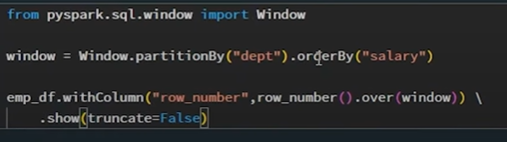 from pyspark.sql.window import Window
window = Window.partitionBy("dept").orderBy("salary")
emp_df.withColumn("row_number",row_number().over(window)) \
.show(truncate=False)